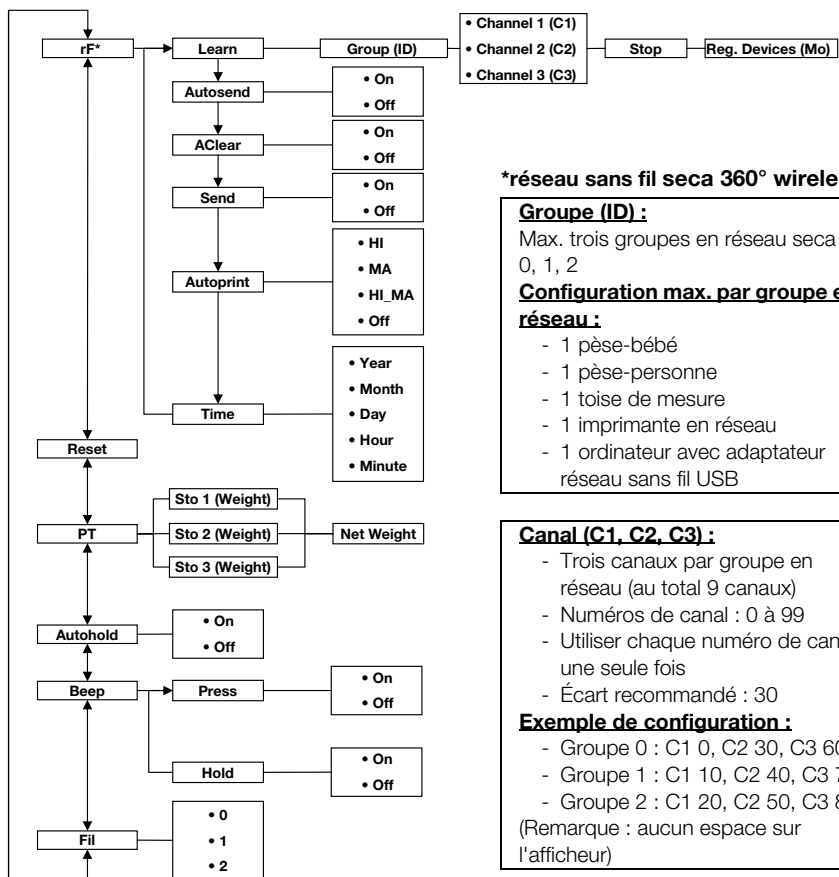 rF*
Learn
Group (ID)
• Channel 1 (C1)
• Channel 2 (C2)
• Channel 3 (C3)
Stop
Reg. Devices (Mo)
Autosend
• On
• Off
AClear
• On
• Off
Send
• On
• Off
Autoprint
• HI
• MA
• HI_MA
• Off
Time
• Year
• Month
• Day
• Hour
• Minute
Reset
PT
Sto 1 (Weight)
Sto 2 (Weight)
Sto 3 (Weight)
Net Weight
Autohold
• On
• Off
Beep
Press
• On
• Off
Hold
• On
• Off
Fil
• 0
• 1
• 2
*réseau sans fil seca 360° wirele
Groupe (ID) :
Max. trois groupes en réseau seca
0, 1, 2
Configuration max. par groupe e
réseau :
- 1 pèse-bébé
- 1 pèse-personne
- 1 toise de mesure
- 1 imprimante en réseau
- 1 ordinateur avec adaptateur
réseau sans fil USB
Canal (C1, C2, C3) :
- Trois canaux par groupe en
réseau (au total 9 canaux)
- Numéros de canal : 0 à 99
- Utiliser chaque numéro de can
une seule fois
- Écart recommandé : 30
Exemple de configuration :
- Groupe 0 : C1 0, C2 30, C3 60
- Groupe 1 : C1 10, C2 40, C3 7
- Groupe 2 : C1 20, C2 50, C3 8
(Remarque : aucun espace sur
l'afficheur)